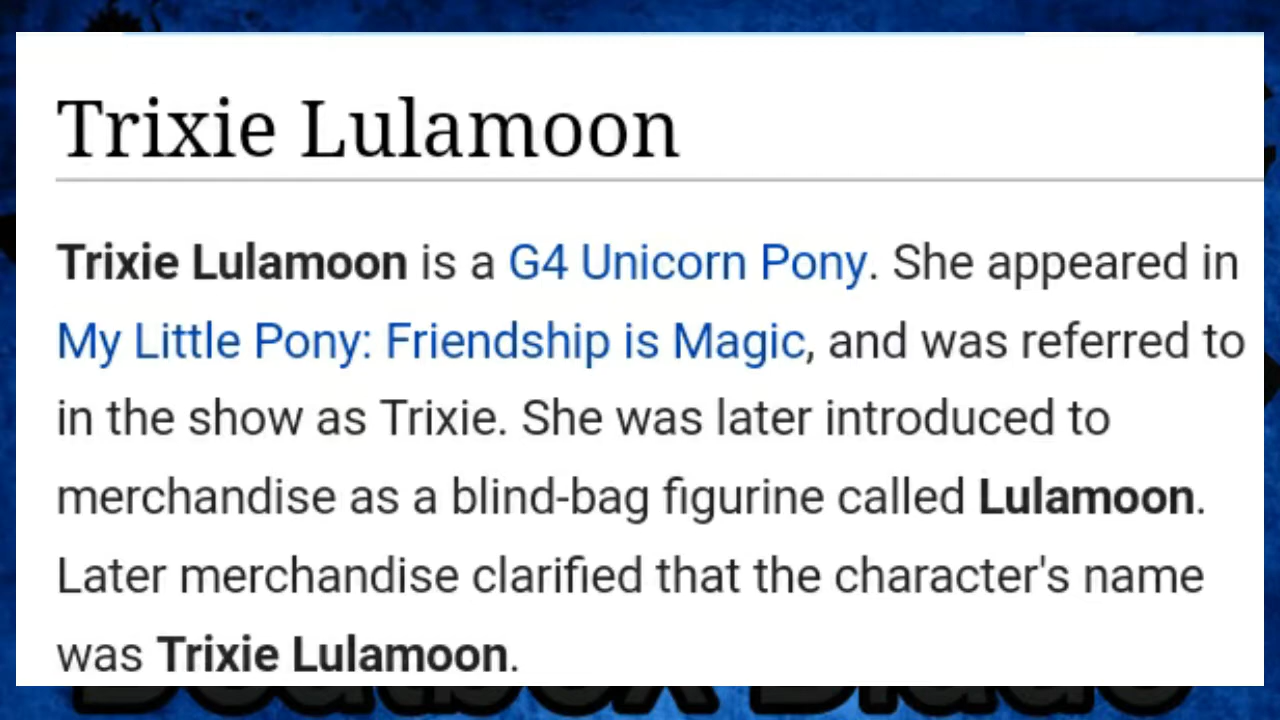 Trixie Lulamoon
Trixie Lulamoon is a G4 Unicorn Pony. She appeared in
My Little Pony: Friendship is Magic, and was referred to
in the show as Trixie. She was later introduced to
merchandise as a blind-bag figurine called Lulamoon.
Later merchandise clarified that the character's name
was Trixie Lulamoon.